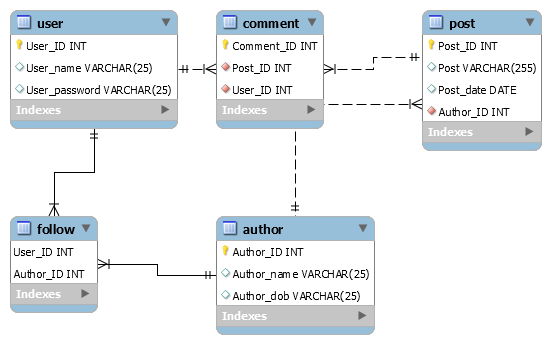 user
User_ID INT
User_name VARCHAR(25)
User_password VARCHAR(25)
Indexes
comment
Comment_ID INT
Post_ID INT
User_ID INT
Indexes
post
Post_ID INT
Post VARCHAR(255)
Post_date DATE
Author_ID INT
Indexes
follow
User_ID INT
Author_ID INT
Indexes
author
Author_ID INT
Author_name VARCHAR(25)
Author_dob VARCHAR(25)
Indexes